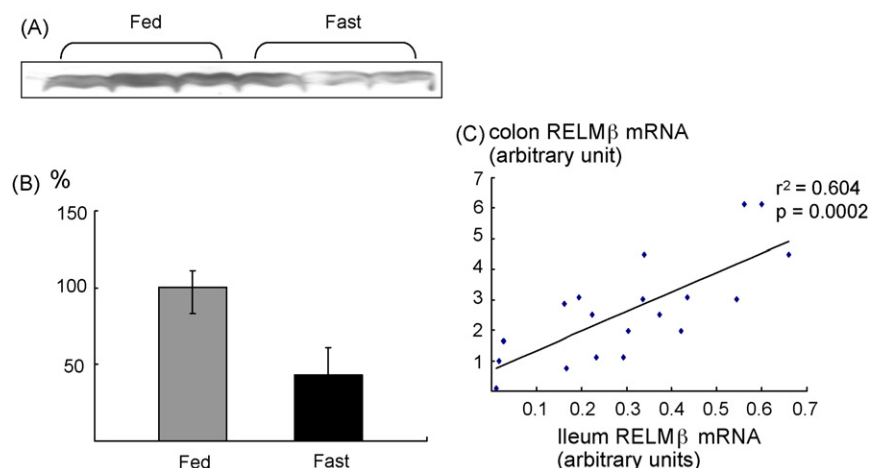 (A)
Fed
Fast
(B)
%
150
100
50
Fed
Fast
(C)
colon RELMβ mRNA
(arbitrary unit)
7
6
5
4
3
2
1
r² = 0.604
p = 0.0002
0.1 0.2 0.3 0.4 0.5 0.6 0.7
Ileum RELMβ mRNA
(arbitrary units)